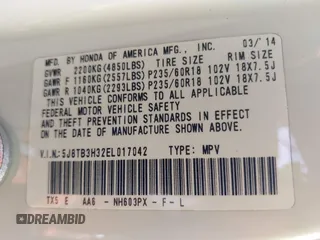 MFD. BY HONDA OF AMERICA MFG., INC. 03/14
GVWR 2200KG(4850LBS) TIRE SIZE RIM SIZE
GAWR F 1160KG(2557LBS) P235/60R18 102V 18X7.5J
GAWR R 1040KG(2293LBS) P235/60R18 102V 18X7.5J
THIS VEHICLE CONFORMS TO ALL APPLICABLE
FEDERAL MOTOR VEHICLE SAFETY
AND THEFT PREVENTION STANDARDS IN EFFECT
ON THE DATE OF MANUFACTURE SHOWN ABOVE.
V.I.N:5J8TB3H32EL017042 TYPE: MPV
TX5 E AA6 - NH603PX - F - L
DREAMBID